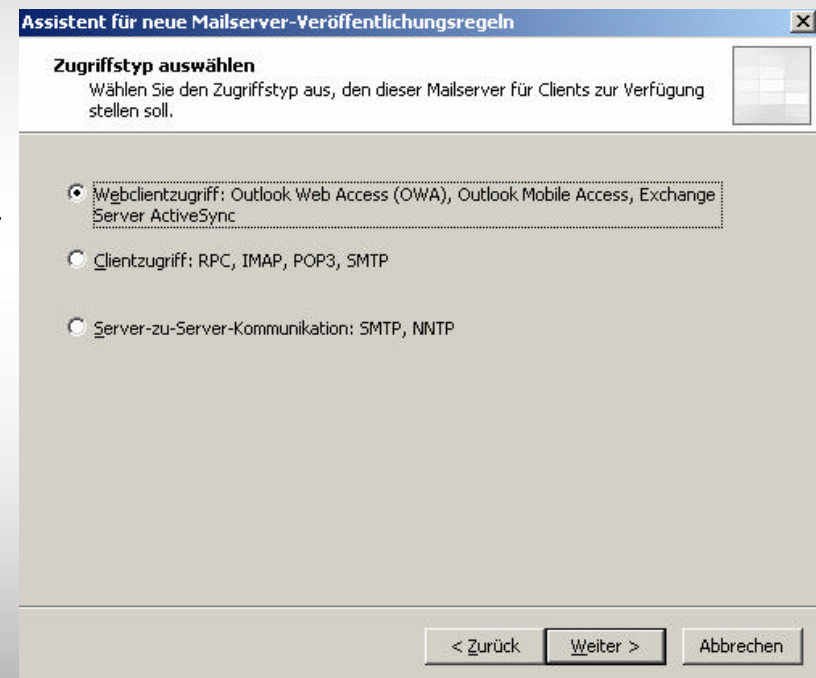 Assistent für neue Mailserver-Veröffentlichungsregeln
Zugriffstyp auswählen
Wählen Sie den Zugriffstyp aus, den dieser Mailserver für Clients zur Verfügung
stellen soll.
Webclientzugriff: Outlook Web Access (OWA), Outlook Mobile Access, Exchange
Server ActiveSync
Clientzugriff: RPC, IMAP, POP3, SMTP
Server-zu-Server-Kommunikation: SMTP, NNTP
< Zurück
Weiter >
Abbrechen